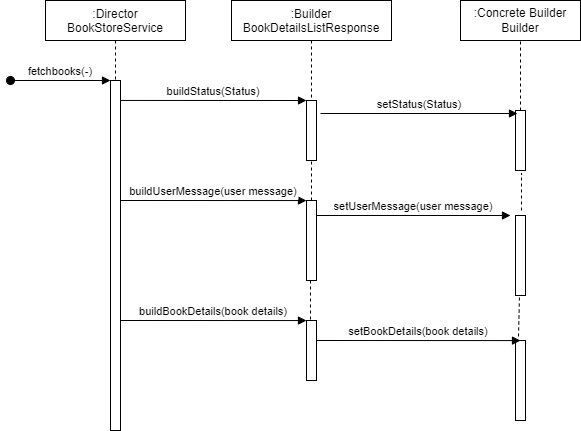 :Director
BookStoreService
:Builder
BookDetailsListResponse
:Concrete Builder
Builder
fetchbooks(-)
buildStatus(Status)
setStatus(Status)
buildUserMessage(user message)
setUserMessage(user message)
buildBookDetails(book details)
setBookDetails(book details)